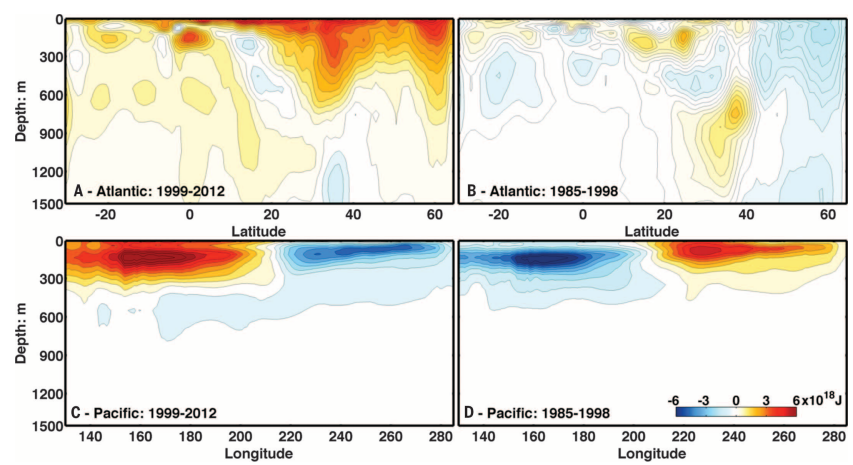 0
300
600
900
1200
1500
Depth: m
A - Atlantic: 1999-2012
-20 0 20 40 60
Latitude
B - Atlantic: 1985-1998
-20 0 20 40 60
Latitude
0
300
600
900
1200
1500
Depth: m
C - Pacific: 1999-2012
140 160 180 200 220 240 260 280
Longitude
-6 -3 0 3 6x10¹⁸J
D - Pacific: 1985-1998
140 160 180 200 220 240 260 280
Longitude